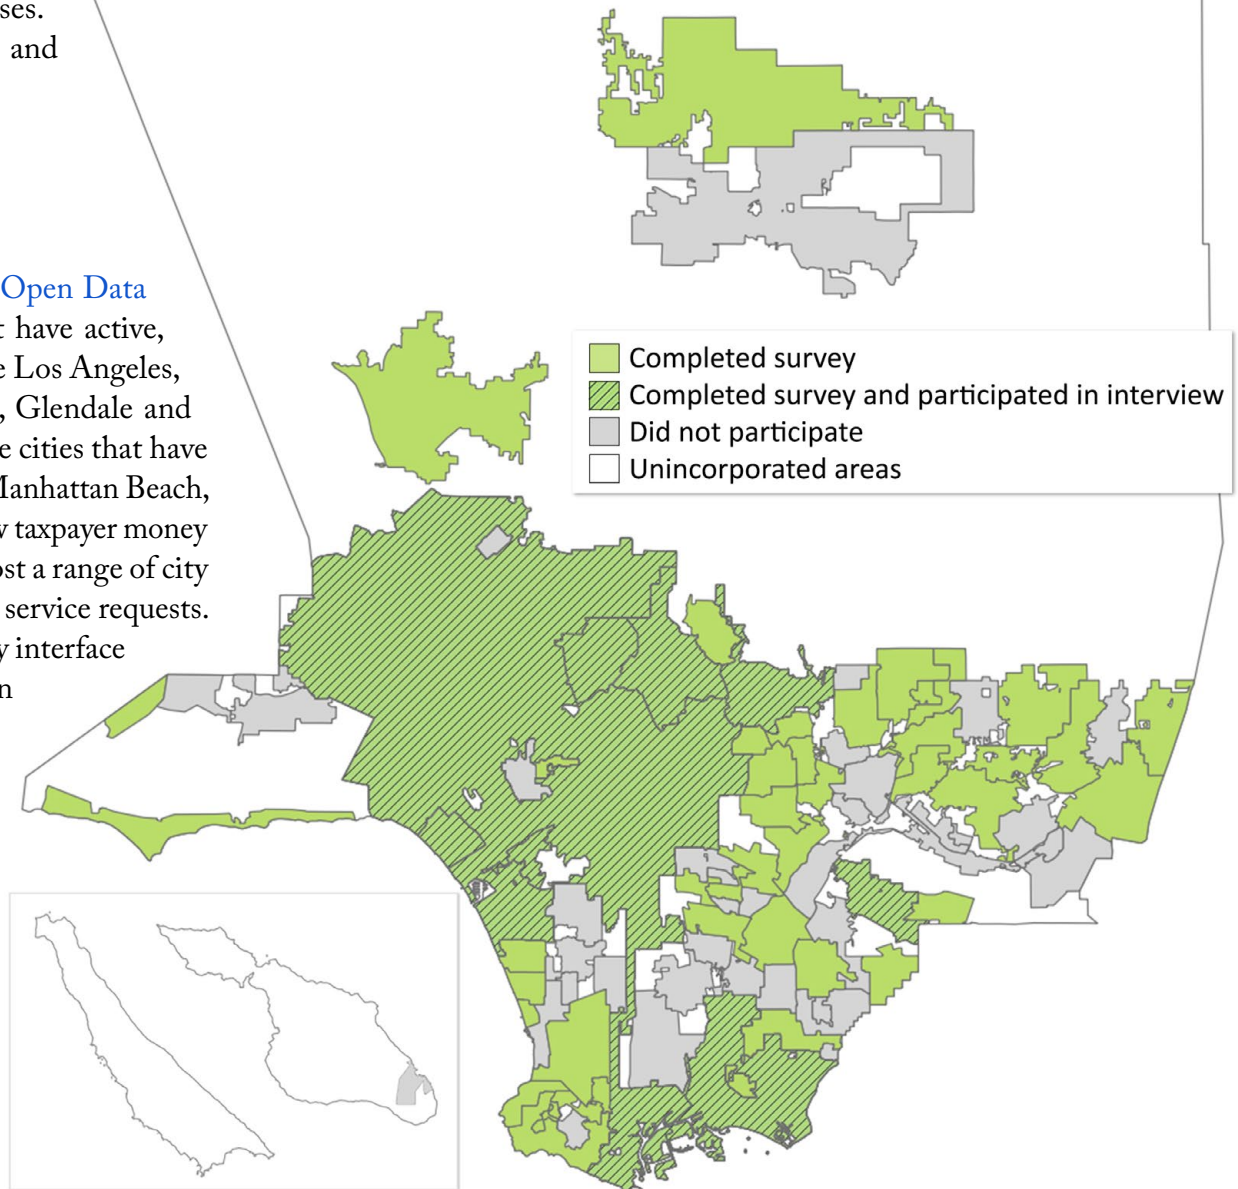 ses.
and
Open Data
have active,
Los Angeles,
, Glendale and
cities that have
Manhattan Beach,
taxpayer money
a range of city
service requests.
interface
Completed survey
Completed survey and participated in interview
Did not participate
Unincorporated areas